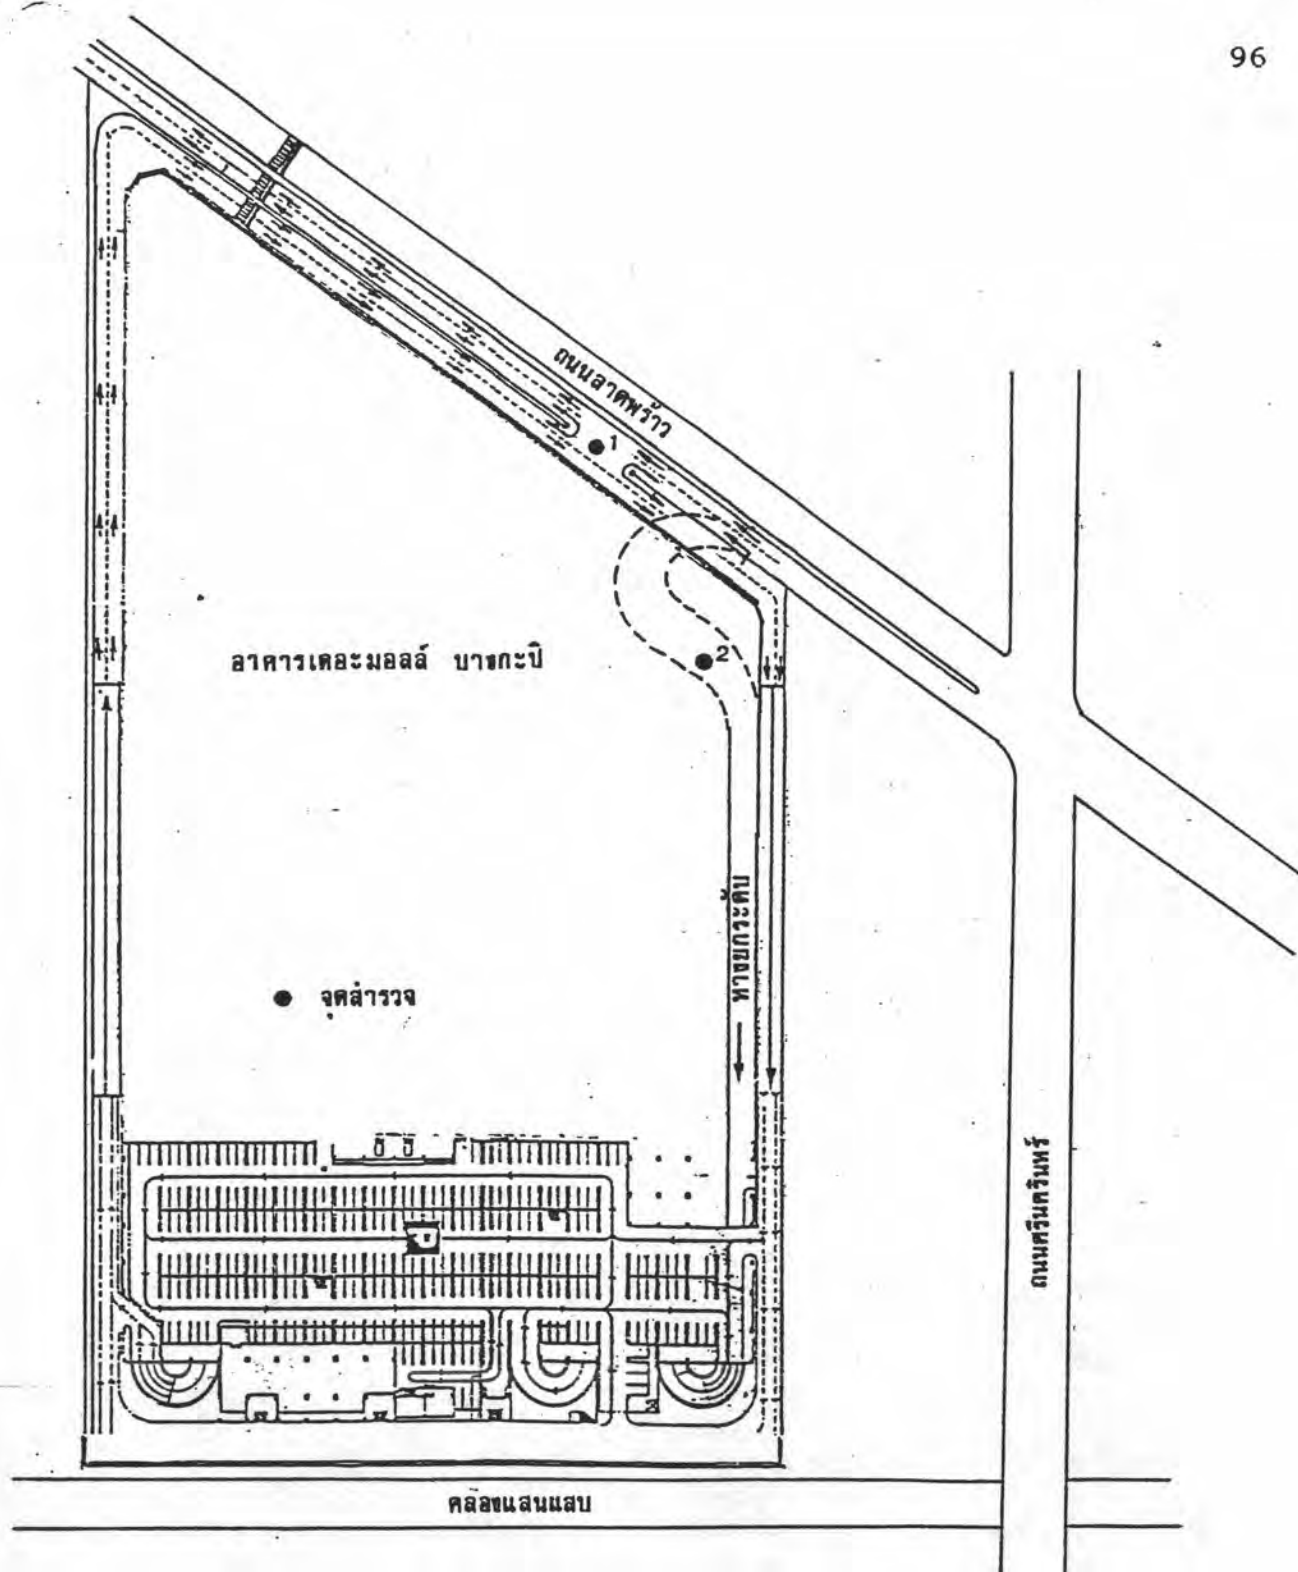 96
ถนนลาดพร้าว
1
2
อาคารเดอะมอลล์ บางกะปิ
ทางยกระดับ
จุดสำรวจ
ถนนศรีนครินทร์
คลองแสนแสบ